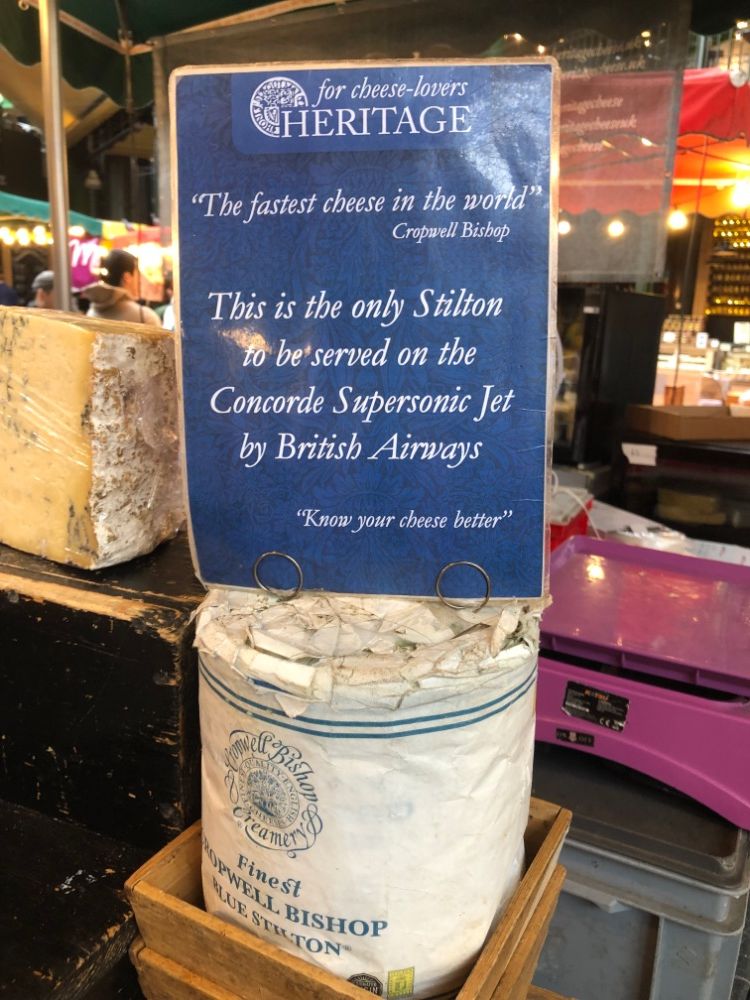 for cheese-lovers
HERITAGE
"The fastest cheese in the world"
Cropwell Bishop
This is the only Stilton
to be served on the
Concorde Supersonic Jet
by British Airways
"Know your cheese better"
Cropwell Bishop
Creamery
Finest
CROPWELL BISHOP
BLUE STILTON®
ON OFF